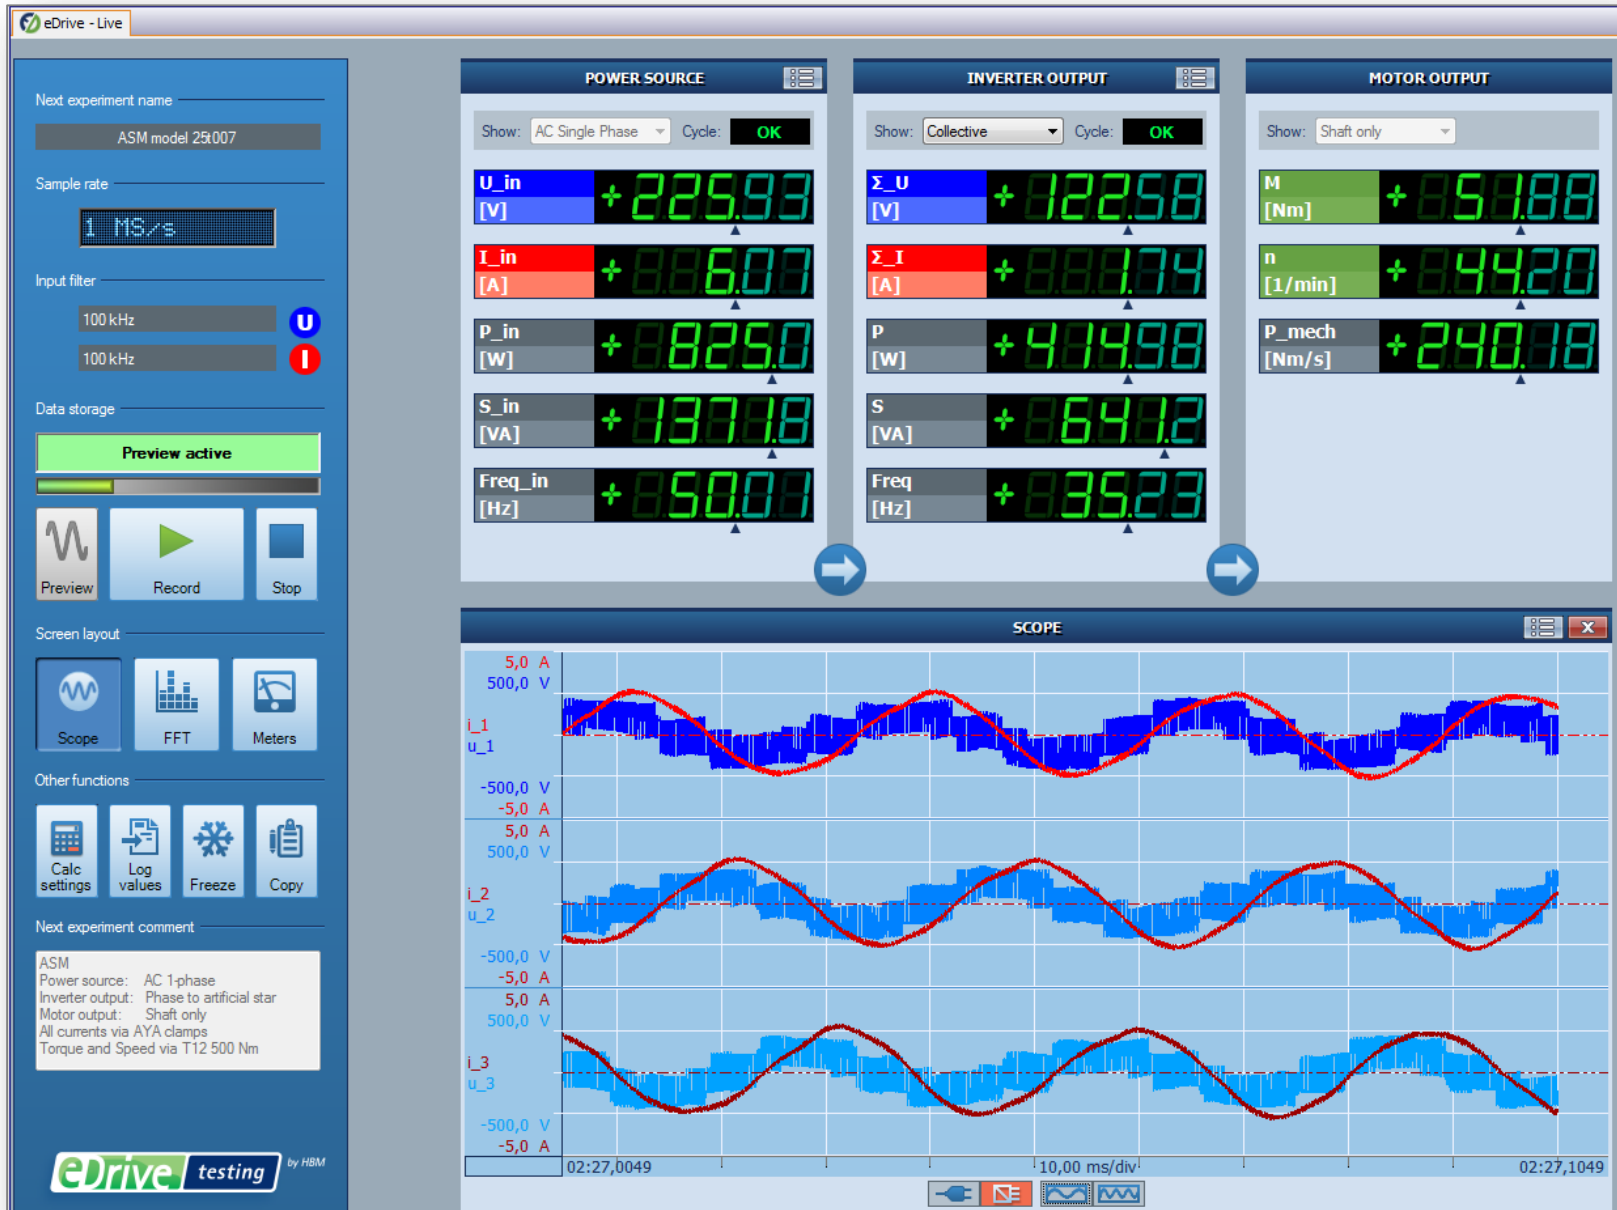 eDrive - Live
Next experiment name
ASM model 25t007
Sample rate
1 MS/s
Input filter
100 kHz
U
100 kHz
I
Data storage
Preview active
Preview
Record
Stop
Screen layout
Scope
FFT
Meters
Other functions
Calc settings
Log values
Freeze
Copy
Next experiment comment
ASM
Power source: AC 1-phase
Inverter output: Phase to artificial star
Motor output: Shaft only
All currents via AYA clamps
Torque and Speed via T12 500 Nm
eDrive testing by HBM
POWER SOURCE
Show: AC Single Phase Cycle: OK
U_in [V] +225.93
I_in [A] +6.07
P_in [W] +825.0
S_in [VA] +1371.8
Freq_in [Hz] +50.01
INVERTER OUTPUT
Show: Collective Cycle: OK
Σ_U [V] +122.58
Σ_I [A] +1.74
P [W] +414.98
S [VA] +641.2
Freq [Hz] +35.23
MOTOR OUTPUT
Show: Shaft only
M [Nm] +51.88
n [1/min] +44.20
P_mech [Nm/s] +240.18
SCOPE
5,0 A
500,0 V
i_1
u_1
-500,0 V
-5,0 A
5,0 A
500,0 V
i_2
u_2
-500,0 V
-5,0 A
5,0 A
500,0 V
i_3
u_3
-500,0 V
-5,0 A
02:27,0049
10,00 ms/div
02:27,1049